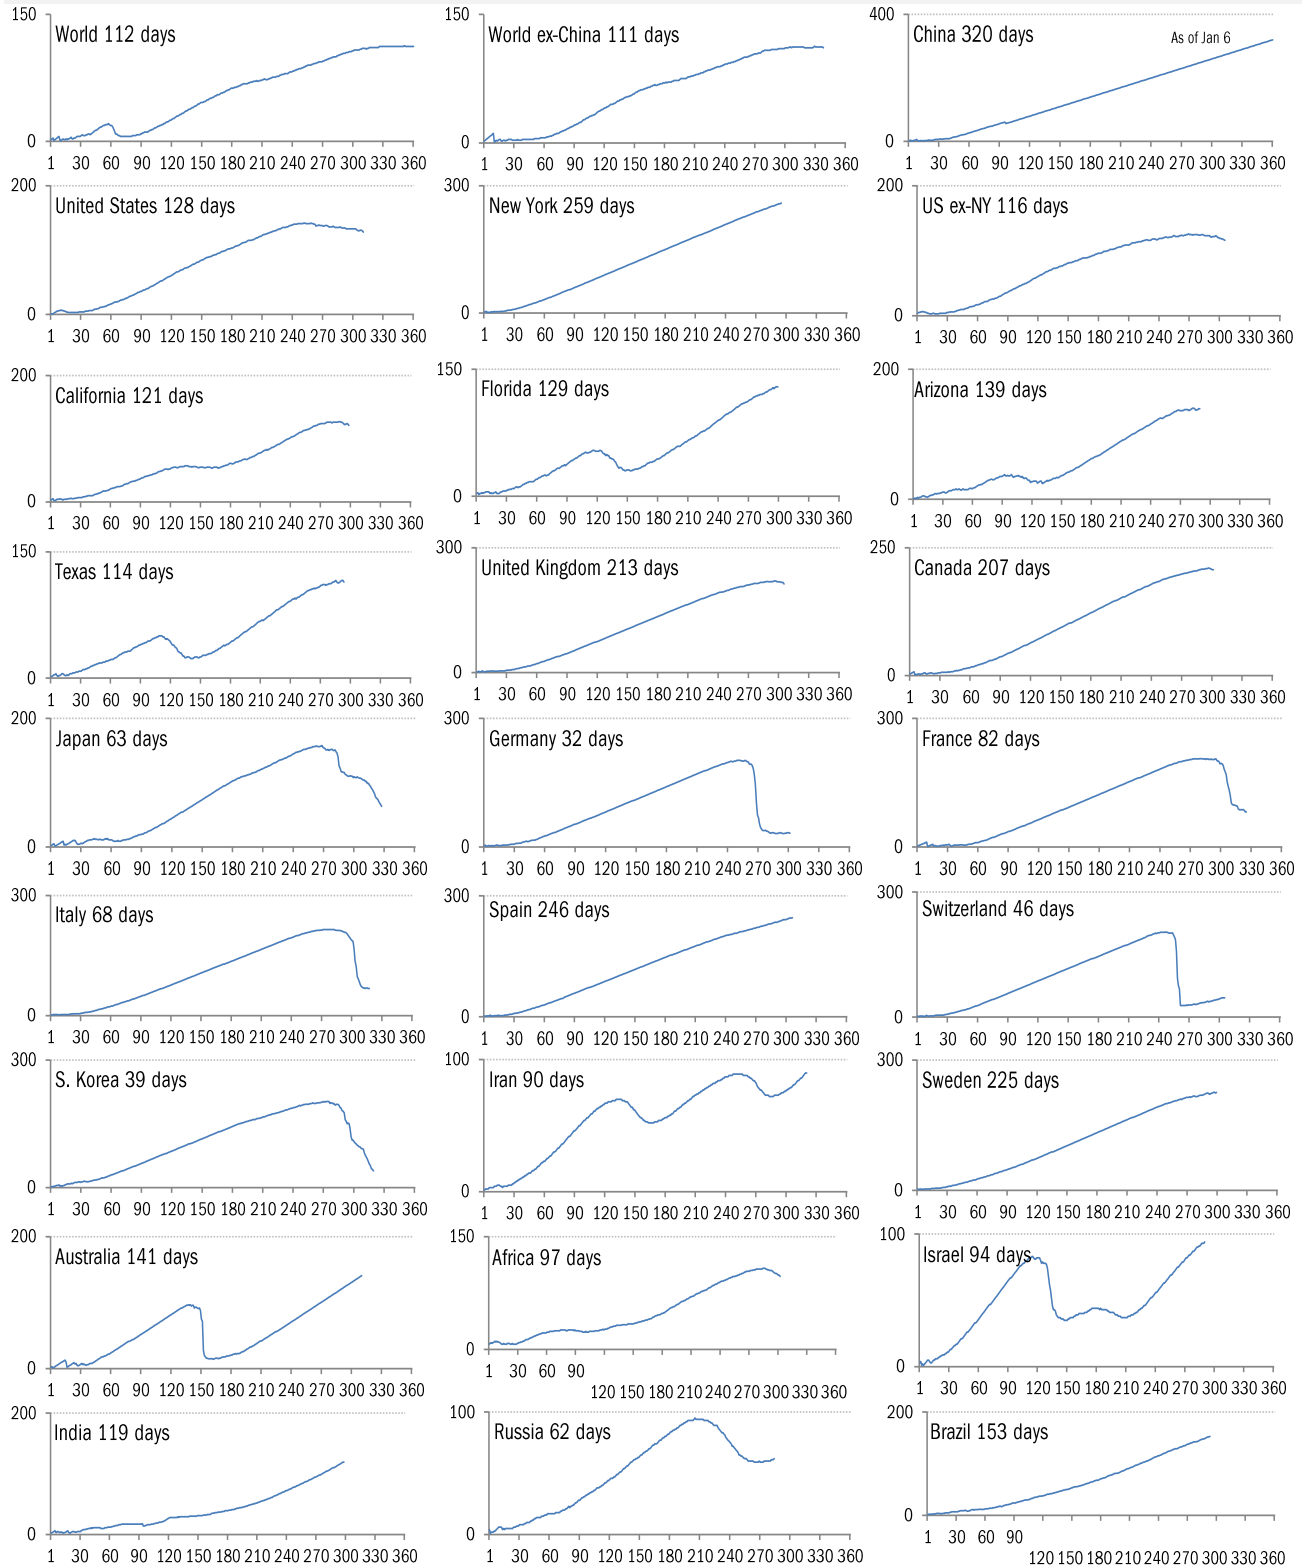 150
World 112 days
0
1 30 60 90 120 150 180 210 240 270 300 330 360
150
World ex-China 111 days
0
1 30 60 90 120 150 180 210 240 270 300 330 360
400
China 320 days
As of Jan 6
0
1 30 60 90 120 150 180 210 240 270 300 330 360
200
United States 128 days
0
1 30 60 90 120 150 180 210 240 270 300 330 360
300
New York 259 days
0
1 30 60 90 120 150 180 210 240 270 300 330 360
200
US ex-NY 116 days
0
1 30 60 90 120 150 180 210 240 270 300 330 360
200
California 121 days
0
1 30 60 90 120 150 180 210 240 270 300 330 360
150
Florida 129 days
0
1 30 60 90 120 150 180 210 240 270 300 330 360
200
Arizona 139 days
0
1 30 60 90 120 150 180 210 240 270 300 330 360
150
Texas 114 days
0
1 30 60 90 120 150 180 210 240 270 300 330 360
300
United Kingdom 213 days
0
1 30 60 90 120 150 180 210 240 270 300 330 360
250
Canada 207 days
0
1 30 60 90 120 150 180 210 240 270 300 330 360
200
Japan 63 days
0
1 30 60 90 120 150 180 210 240 270 300 330 360
300
Germany 32 days
0
1 30 60 90 120 150 180 210 240 270 300 330 360
300
France 82 days
0
1 30 60 90 120 150 180 210 240 270 300 330 360
300
Italy 68 days
0
1 30 60 90 120 150 180 210 240 270 300 330 360
300
Spain 246 days
0
1 30 60 90 120 150 180 210 240 270 300 330 360
300
Switzerland 46 days
0
1 30 60 90 120 150 180 210 240 270 300 330 360
300
S. Korea 39 days
0
1 30 60 90 120 150 180 210 240 270 300 330 360
100
Iran 90 days
0
1 30 60 90 120 150 180 210 240 270 300 330 360
300
Sweden 225 days
0
1 30 60 90 120 150 180 210 240 270 300 330 360
200
Australia 141 days
0
1 30 60 90 120 150 180 210 240 270 300 330 360
150
Africa 97 days
0
1 30 60 90
120 150 180 210 240 270 300 330 360
100
Israel 94 days
0
1 30 60 90
120 150 180 210 240 270 300 330 360
200
India 119 days
0
1 30 60 90 120 150 180 210 240 270 300 330 360
100
Russia 62 days
0
1 30 60 90 120 150 180 210 240 270 300 330 360
200
Brazil 153 days
0
1 30 60 90
120 150 180 210 240 270 300 330 360